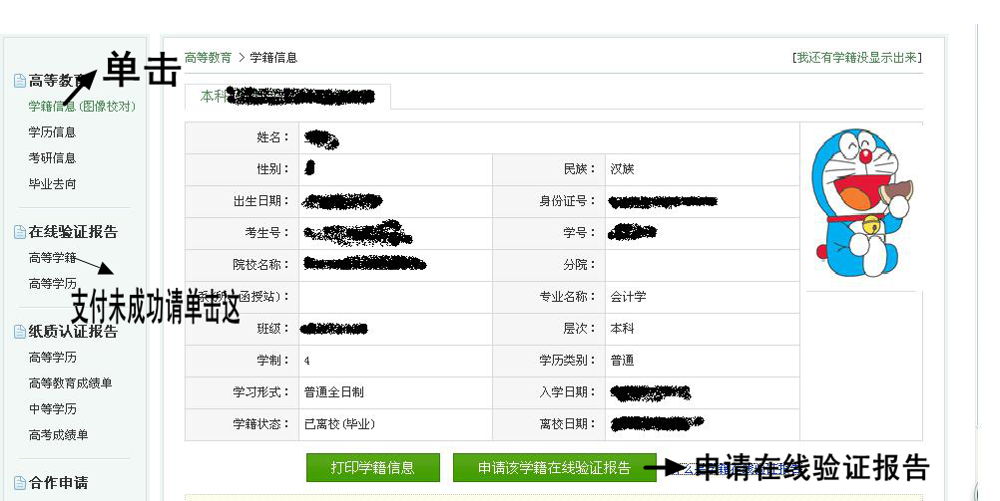 单击
高等教育
学籍信息(图像校对)
学历信息
考研信息
毕业去向
在线验证报告
高等学籍
高等学历
支付未成功请单击这
纸质认证报告
高等学历
高等教育成绩单
中等学历
高考成绩单
合作申请
高等教育 > 学籍信息
[我还有学籍没显示出来]
本科
姓名：
性别： 民族： 汉族
出生日期： 身份证号：
考生号： 学号：
院校名称： 分院：
函授站)： 专业名称： 会计学
班级： 层次： 本科
学制： 4 学历类别： 普通
学习形式： 普通全日制 入学日期：
学籍状态： 已离校(毕业) 离校日期：
打印学籍信息 申请该学籍在线验证报告 申请在线验证报告